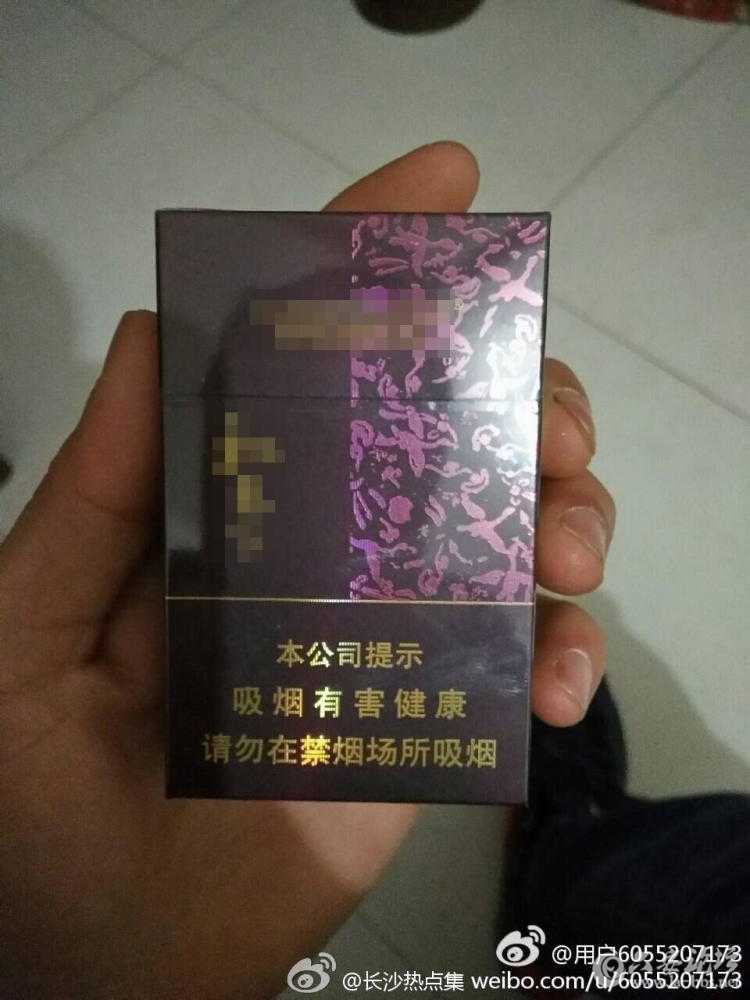 本公司提示
吸烟有害健康
请勿在禁烟场所吸烟
@用户6055207173
@长沙热点集 weibo.com/u/6055207173